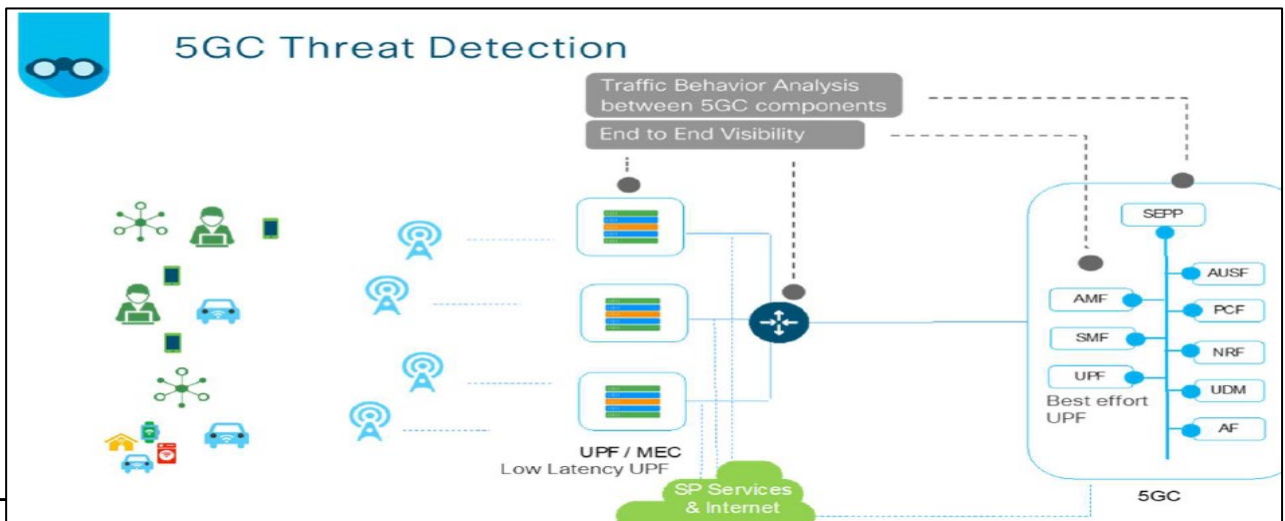 5GC Threat Detection
Traffic Behavior Analysis
between 5GC components
End to End Visibility
SEPP
AUSF
AMF
PCF
SMF
NRF
UPF
UDM
Best effort
UPF
AF
UPF / MEC
Low Latency UPF
SP Services
& Internet
5GC